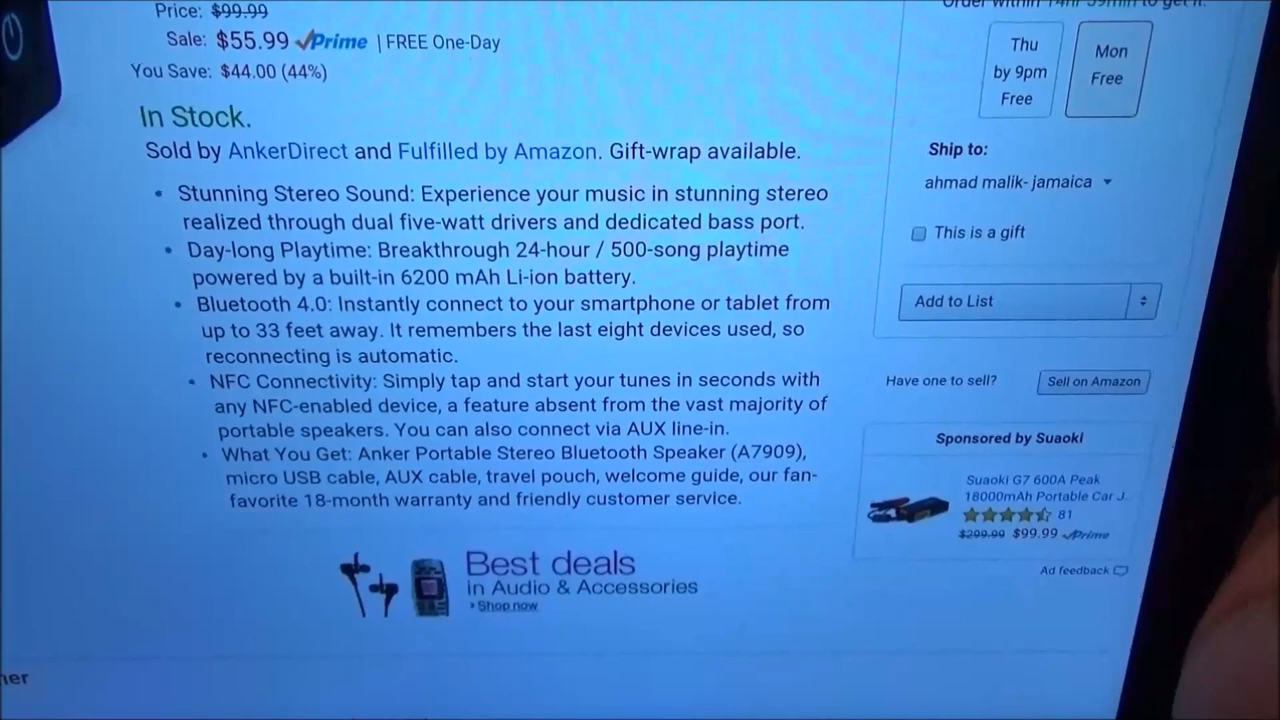 Price: $99.99
Sale: $55.99 Prime | FREE One-Day
You Save: $44.00 (44%)
In Stock.
Sold by AnkerDirect and Fulfilled by Amazon. Gift-wrap available.
• Stunning Stereo Sound: Experience your music in stunning stereo
realized through dual five-watt drivers and dedicated bass port.
• Day-long Playtime: Breakthrough 24-hour / 500-song playtime
powered by a built-in 6200 mAh Li-ion battery.
• Bluetooth 4.0: Instantly connect to your smartphone or tablet from
up to 33 feet away. It remembers the last eight devices used, so
reconnecting is automatic.
• NFC Connectivity: Simply tap and start your tunes in seconds with
any NFC-enabled device, a feature absent from the vast majority of
portable speakers. You can also connect via AUX line-in.
• What You Get: Anker Portable Stereo Bluetooth Speaker (A7909),
micro USB cable, AUX cable, travel pouch, welcome guide, our fan-
favorite 18-month warranty and friendly customer service.
Best deals
in Audio & Accessories
Shop now
Order within 14hr 39min to get it.
Thu
by 9pm
Free
Mon
Free
Ship to:
ahmad malik- jamaica
This is a gift
Add to List
Have one to sell?
Sell on Amazon
Sponsored by Suaoki
Suaoki G7 600A Peak
18000mAh Portable Car J...
81
$299.99 $99.99 Prime
Ad feedback